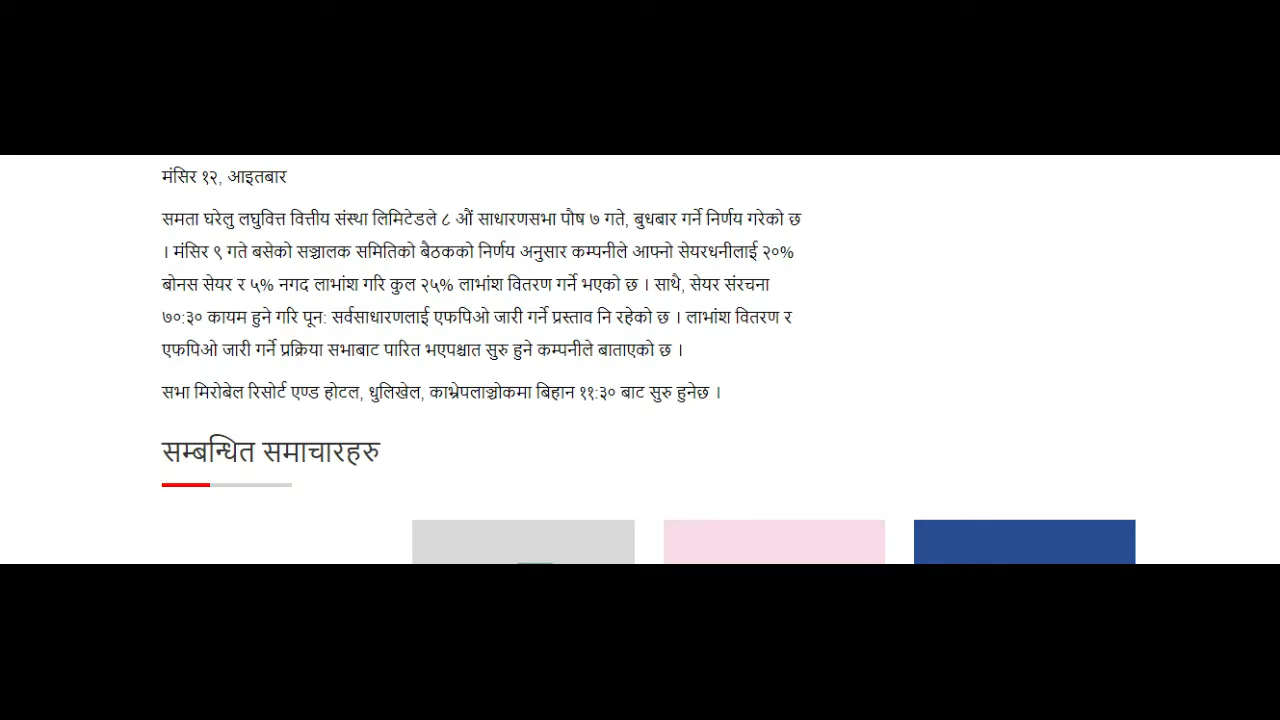 मंसिर १२, आइतबार
समता घरेलु लघुवित्त वित्तीय संस्था लिमिटेडले ८ औं साधारणसभा पौष ७ गते, बुधबार गर्ने निर्णय गरेको छ
। मंसिर ९ गते बसेको सञ्चालक समितिको बैठकको निर्णय अनुसार कम्पनीले आफ्नो सेयरधनीलाई २०%
बोनस सेयर र ५% नगद लाभांश गरि कुल २५% लाभांश वितरण गर्ने भएको छ । साथै, सेयर संरचना
७०:३० कायम हुने गरि पून: सर्वसाधारणलाई एफपिओ जारी गर्ने प्रस्ताव नि रहेको छ । लाभांश वितरण र
एफपिओ जारी गर्ने प्रक्रिया सभाबाट पारित भएपश्चात सुरु हुने कम्पनीले बाताएको छ ।
सभा मिरोबेल रिसोर्ट एण्ड होटल, धुलिखेल, काभ्रेपलाञ्चोकमा बिहान ११:३० बाट सुरु हुनेछ ।
सम्बन्धित समाचारहरु